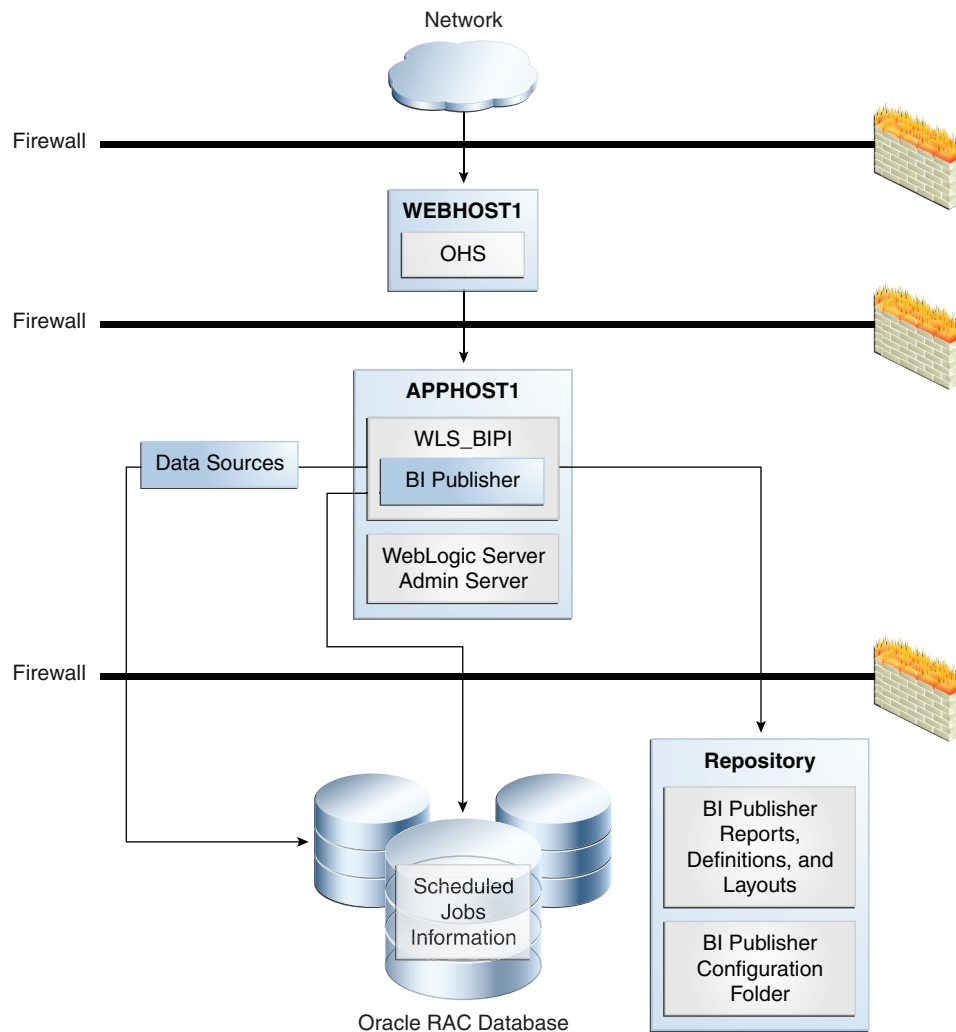 Network
Firewall
WEBHOST1
OHS
Firewall
APPHOST1
WLS_BIPI
Data Sources
BI Publisher
WebLogic Server
Admin Server
Firewall
Repository
BI Publisher
Reports,
Definitions, and
Layouts
Scheduled
Jobs
Information
BI Publisher
Configuration
Folder
Oracle RAC Database